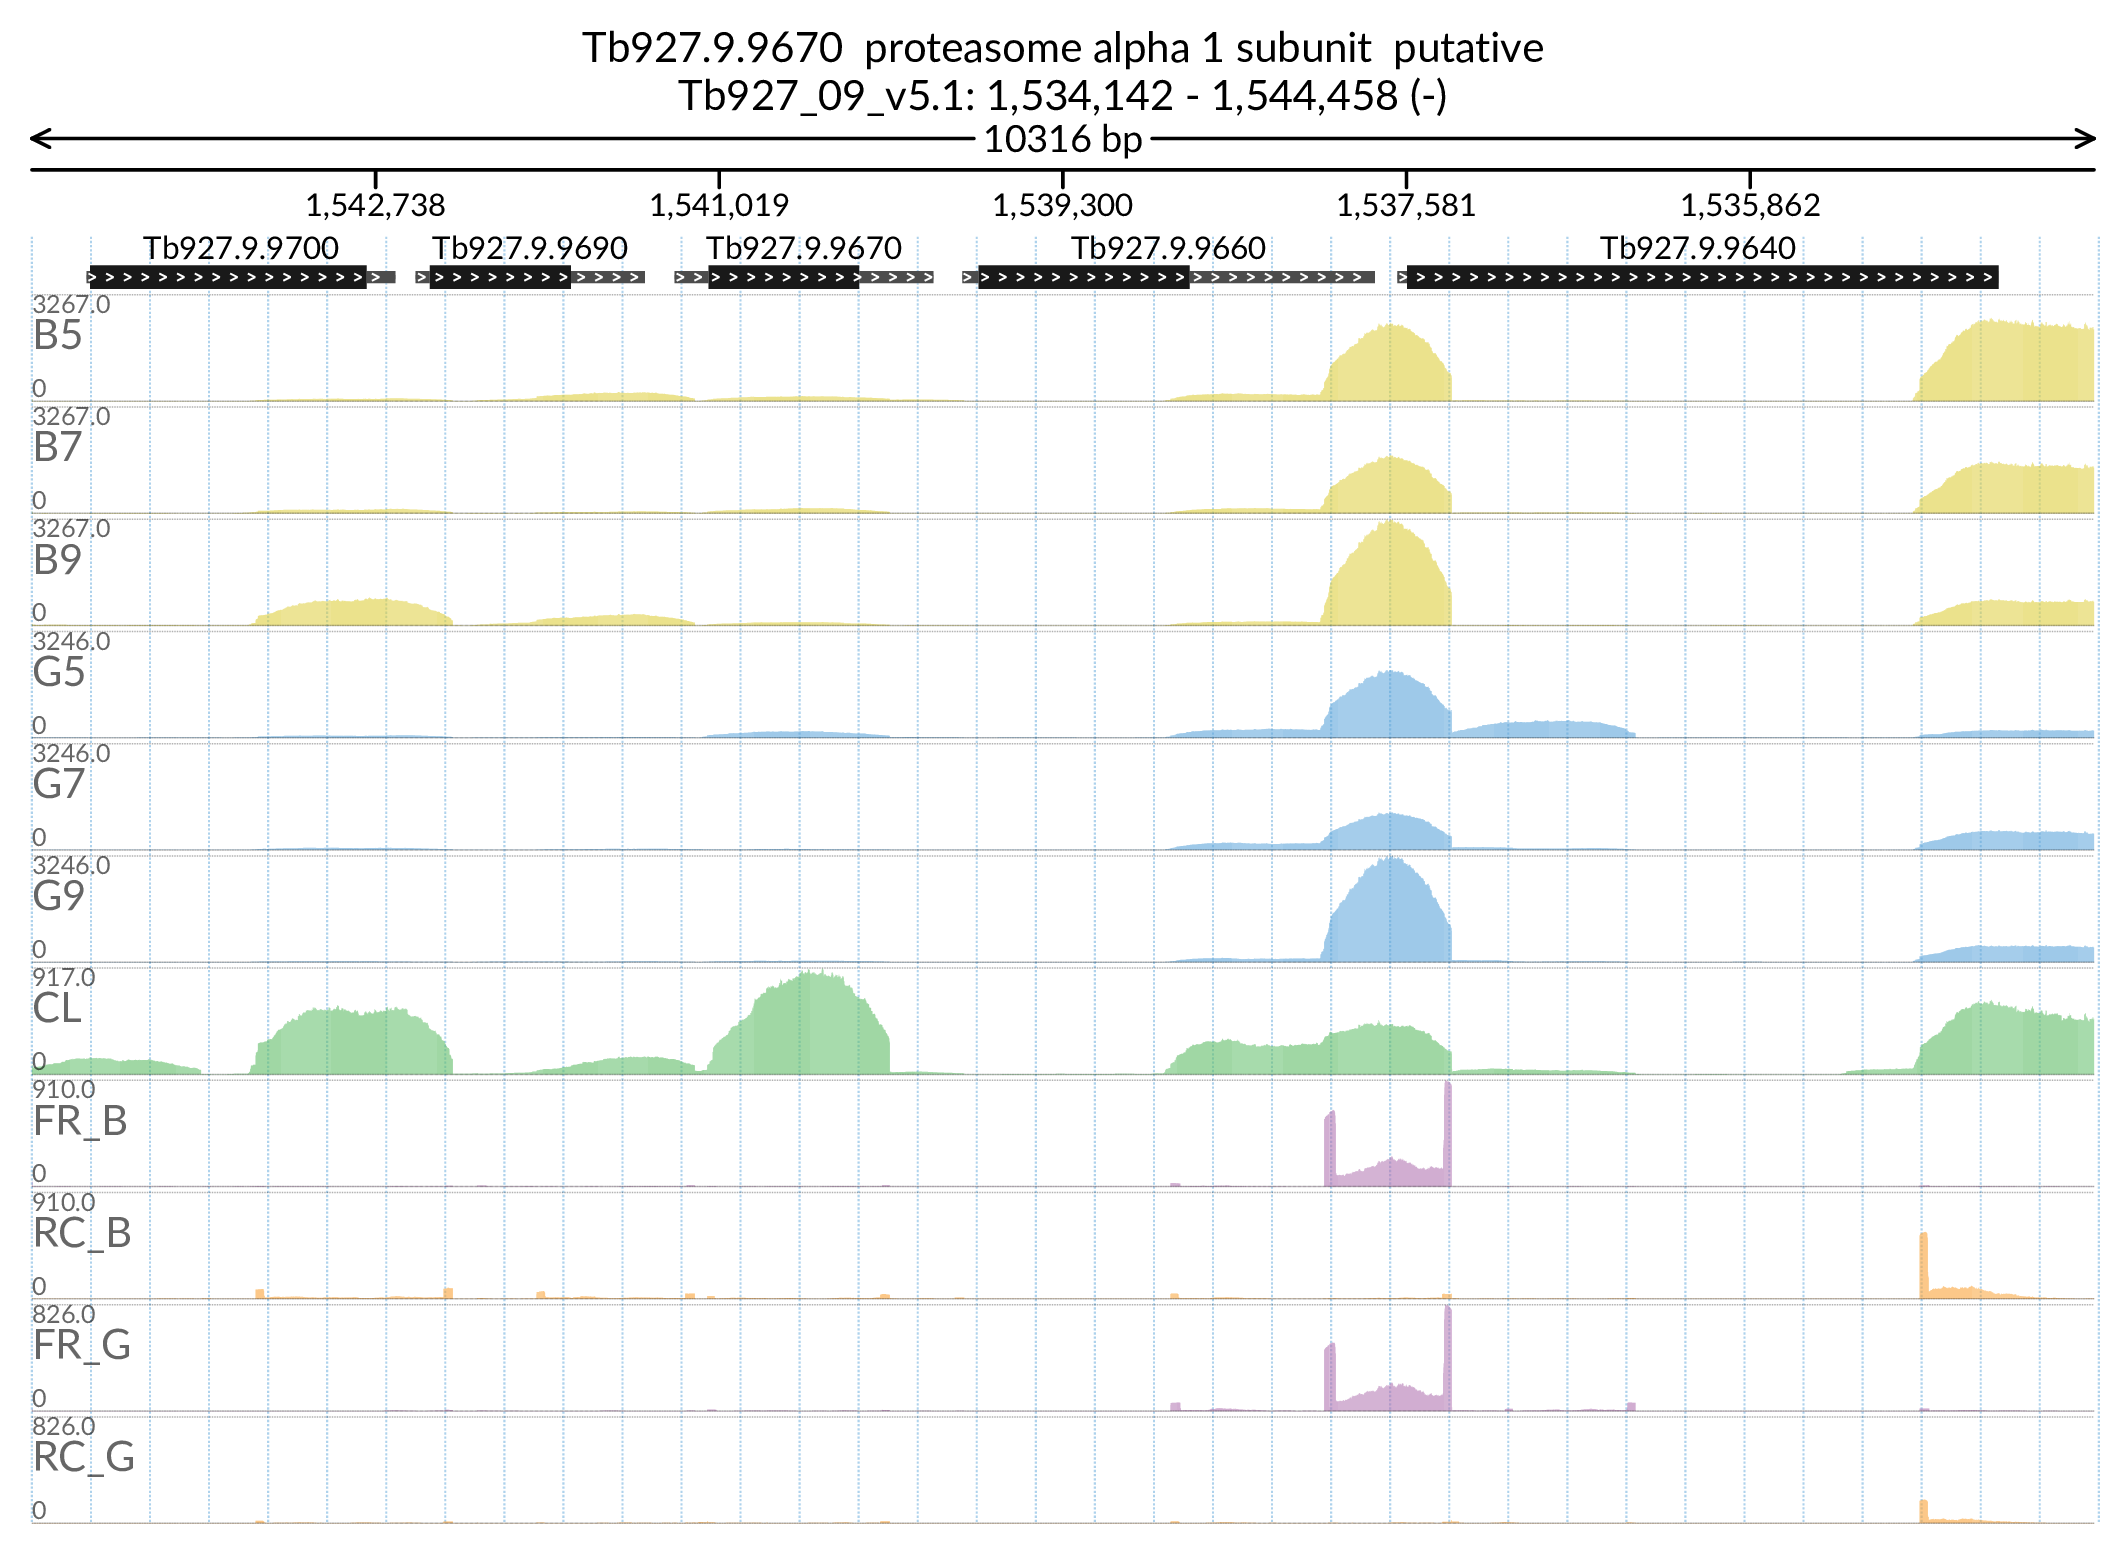 Tb927.9.9670  proteasome alpha 1 subunit  putative
Tb927_09_v5.1: 1,534,142 - 1,544,458 (-)
10316 bp
1,542,738 1,541,019 1,539,300 1,537,581 1,535,862
Tb927.9.9700 Tb927.9.9690 Tb927.9.9670 Tb927.9.9660 Tb927.9.9640
3267.0
B5
0
3267.0
B7
0
3267.0
B9
0
3246.0
G5
0
3246.0
G7
0
3246.0
G9
0
917.0
CL
0
910.0
FR_B
0
910.0
RC_B
0
826.0
FR_G
0
826.0
RC_G
0